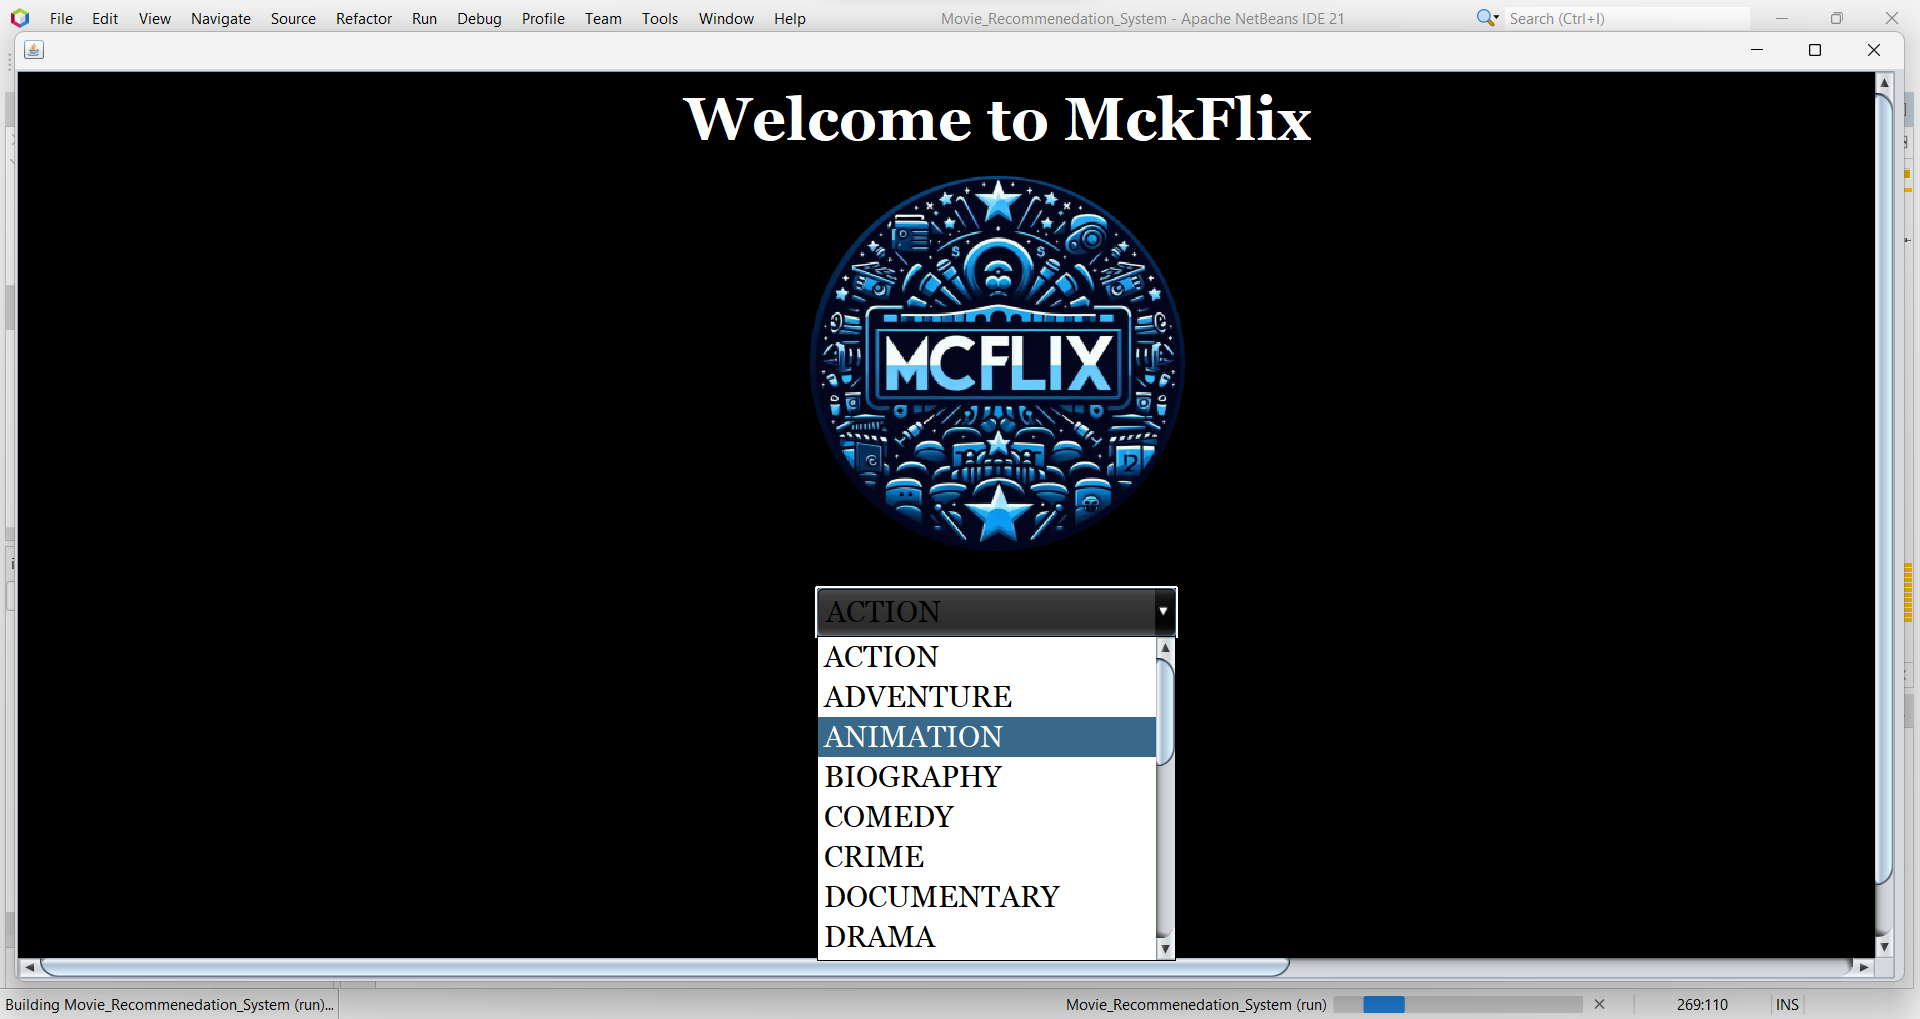 File Edit View Navigate Source Refactor Run Debug Profile Team Tools Window Help Movie_Recommenedation_System - Apache NetBeans IDE 21 Search (Ctrl+I)
Welcome to MckFlix
MCFLIX
ACTION
ACTION
ADVENTURE
ANIMATION
BIOGRAPHY
COMEDY
CRIME
DOCUMENTARY
DRAMA
Building Movie_Recommenedation_System (run)... Movie_Recommenedation_System (run) 269:110 INS